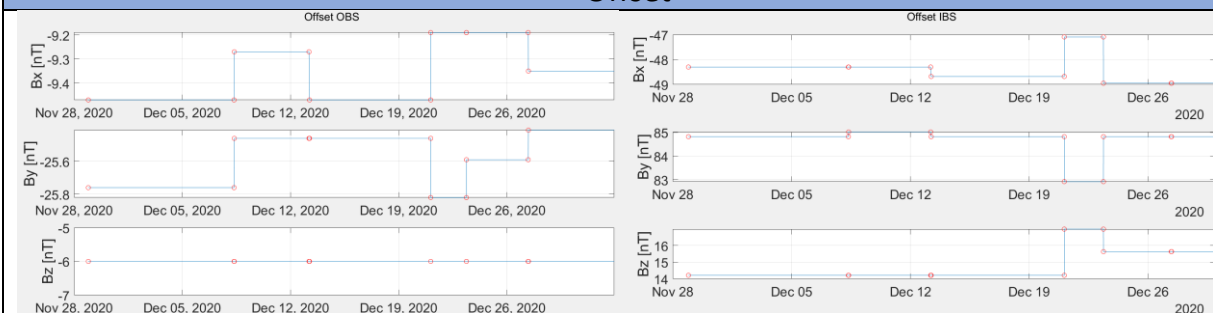 Offset OBS
Bx [nT]
-9.2
-9.3
-9.4
Nov 28, 2020 Dec 05, 2020 Dec 12, 2020 Dec 19, 2020 Dec 26, 2020
By [nT]
-25.6
-25.8
Nov 28, 2020 Dec 05, 2020 Dec 12, 2020 Dec 19, 2020 Dec 26, 2020
Bz [nT]
-5
-6
-7
Nov 28, 2020 Dec 05, 2020 Dec 12, 2020 Dec 19, 2020 Dec 26, 2020
Offset IBS
Bx [nT]
-47
-48
-49
Nov 28 Dec 05 Dec 12 Dec 19 Dec 26
2020
By [nT]
85
84
83
Nov 28 Dec 05 Dec 12 Dec 19 Dec 26
2020
Bz [nT]
16
15
14
Nov 28 Dec 05 Dec 12 Dec 19 Dec 26
2020